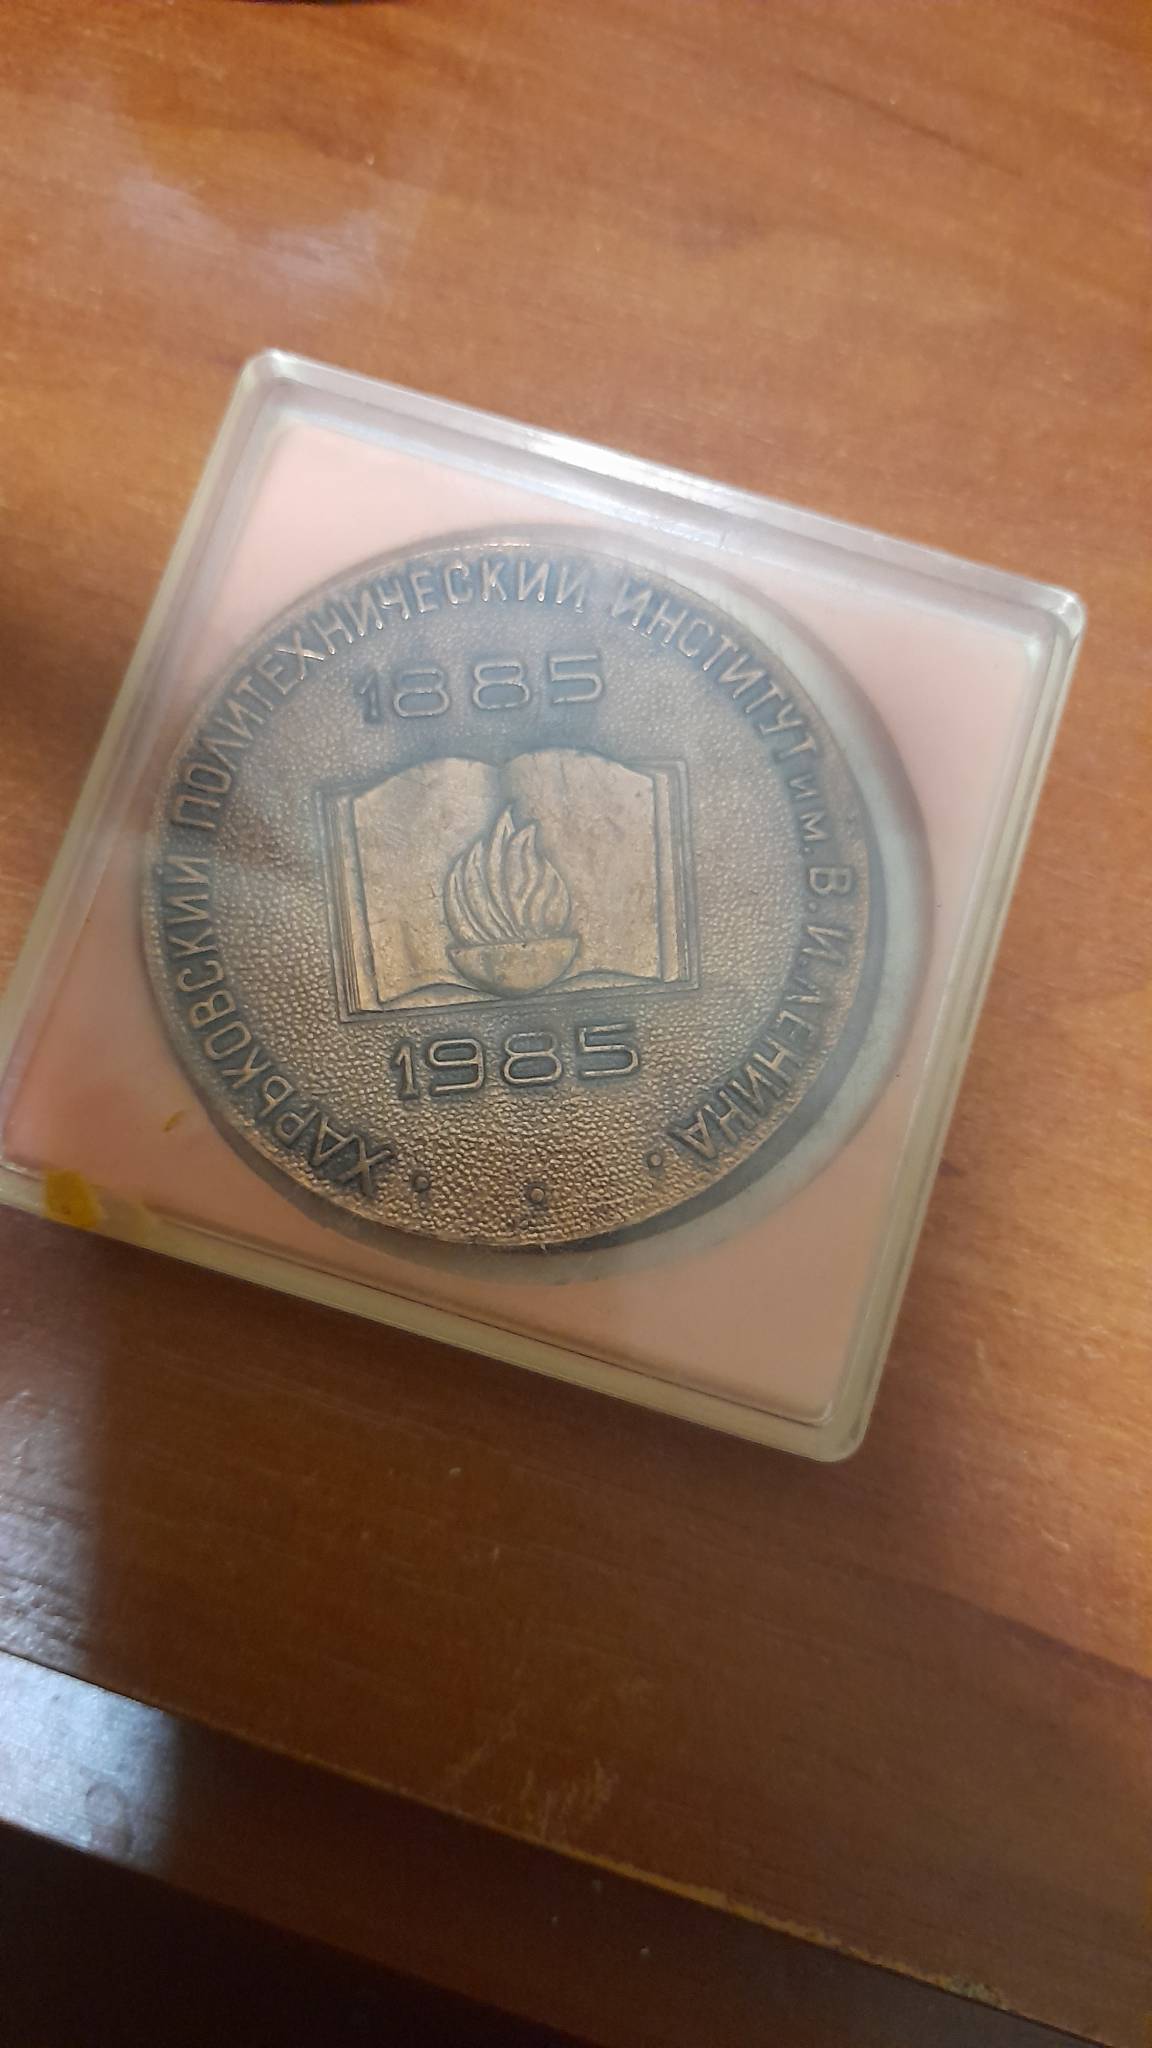 ХАРЬКОВСКИЙ ПОЛИТЕХНИЧЕСКИЙ ИНСТИТУТ им. В.И.ЛЕНИНА
1885
1985